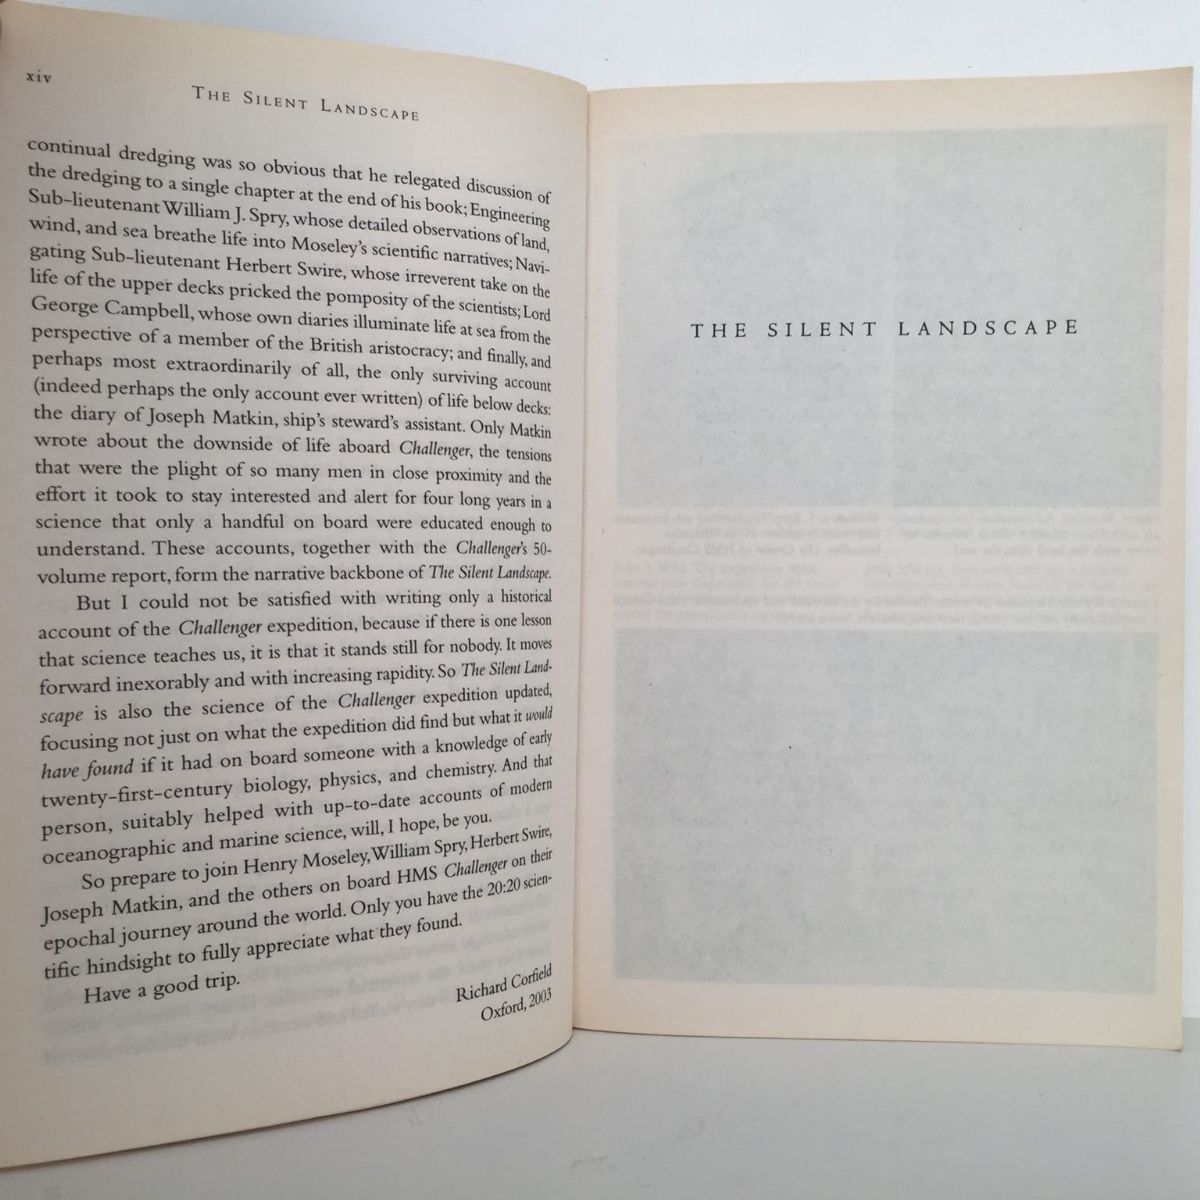 xiv
THE SILENT LANDSCAPE
continual dredging was so obvious that he relegated discussion of
the dredging to a single chapter at the end of his book; Engineering
Sub-lieutenant William J. Spry, whose detailed observations of land,
wind, and sea breathe life into Moseley's scientific narratives; Navi-
gating Sub-lieutenant Herbert Swire, whose irreverent take on the
life of the upper decks pricked the pomposity of the scientists; Lord
George Campbell, whose own diaries illuminate life at sea from the
perspective of a member of the British aristocracy; and finally, and
perhaps most extraordinarily of all, the only surviving account
(indeed perhaps the only account ever written) of life below decks:
the diary of Joseph Matkin, ship's steward's assistant. Only Matkin
wrote about the downside of life aboard Challenger, the tensions
that were the plight of so many men in close proximity and the
effort it took to stay interested and alert for four long years in a
science that only a handful on board were educated enough to
understand. These accounts, together with the Challenger's 50-
volume report, form the narrative backbone of The Silent Landscape.
But I could not be satisfied with writing only a historical
account of the Challenger expedition, because if there is one lesson
that science teaches us, it is that it stands still for nobody. It moves
forward inexorably and with increasing rapidity. So The Silent Land-
scape is also the science of the Challenger expedition updated,
focusing not just on what the expedition did find but what it would
have found if it had on board someone with a knowledge of early
twenty-first-century biology, physics, and chemistry. And that
person, suitably helped with up-to-date accounts of modern
oceanographic and marine science, will, I hope, be you.
So prepare to join Henry Moseley, William Spry, Herbert Swire,
Joseph Matkin, and the others on board HMS Challenger on their
epochal journey around the world. Only you have the 20:20 scien-
tific hindsight to fully appreciate what they found.
Have a good trip.
Richard Corfield
Oxford, 2003
THE SILENT LANDSCAPE